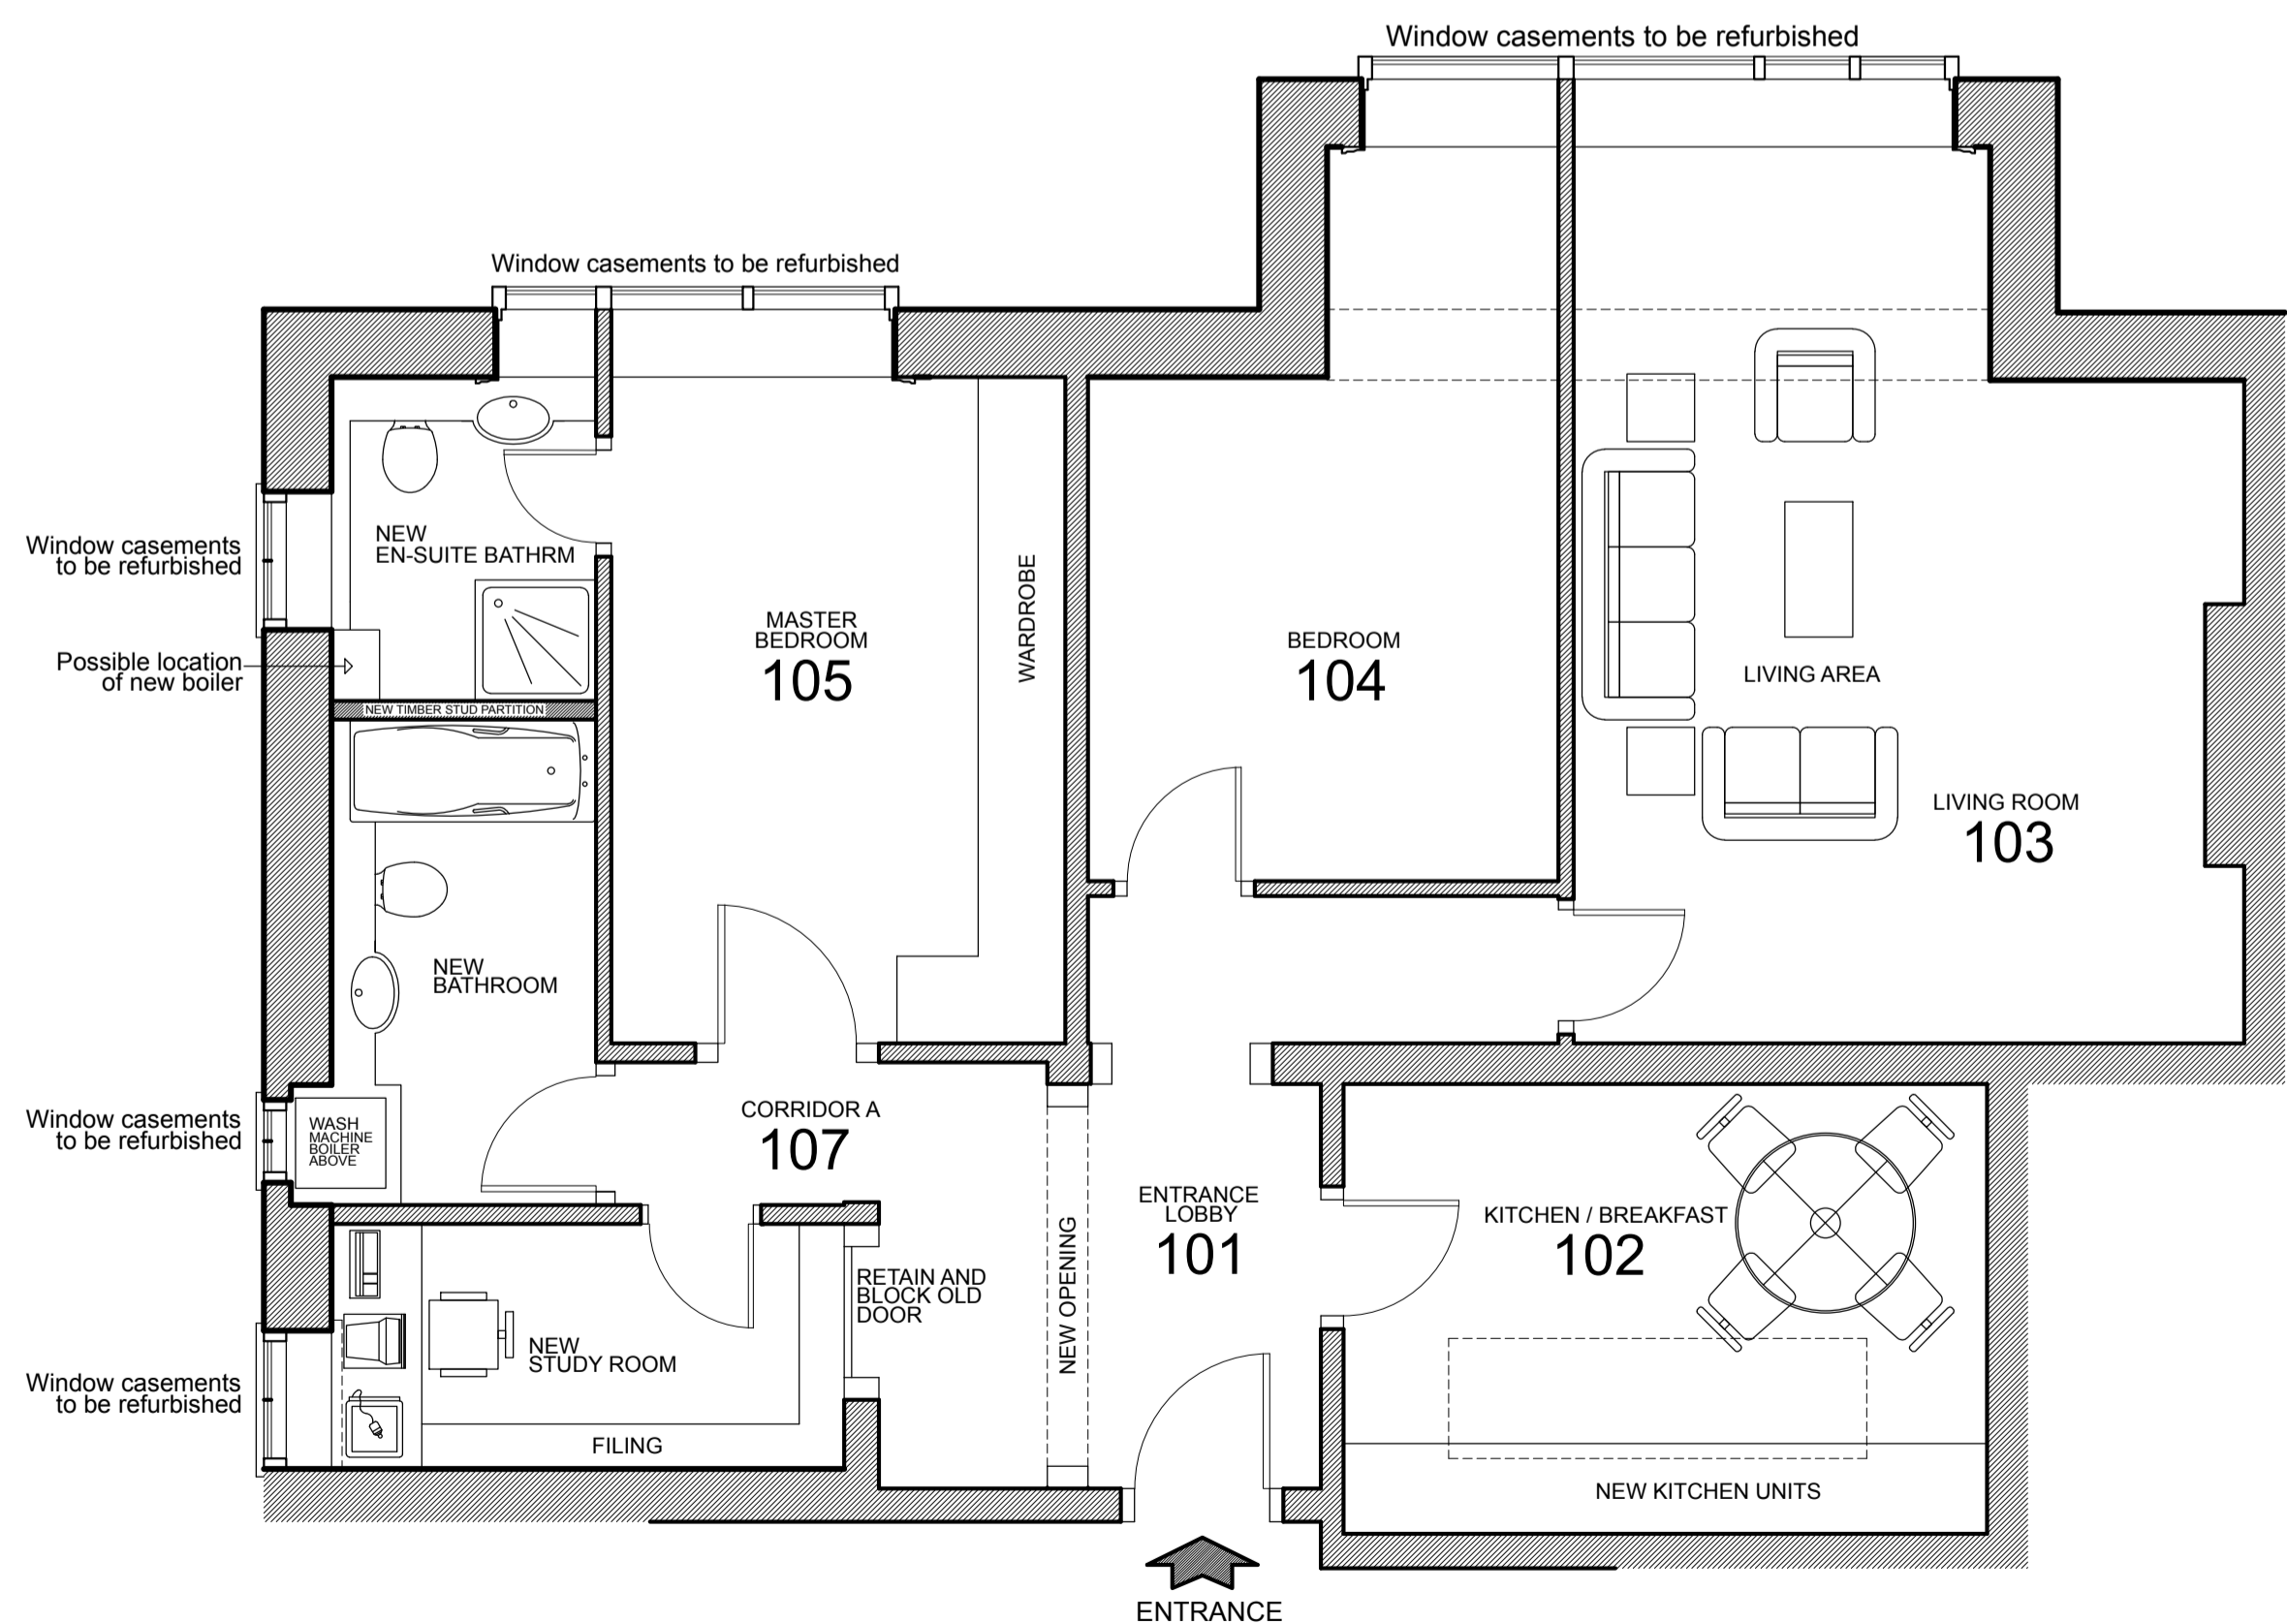 Window casements to be refurbished
Window casements to be refurbished
Window casements
to be refurbished
NEW
EN-SUITE BATHRM
Possible location
of new boiler
NEW TIMBER STUD PARTITION
MASTER
BEDROOM
105
WARDROBE
BEDROOM
104
LIVING AREA
LIVING ROOM
103
NEW
BATHROOM
Window casements
to be refurbished
WASH
MACHINE
BOILER
ABOVE
CORRIDOR A
107
ENTRANCE
LOBBY
101
KITCHEN / BREAKFAST
102
NEW OPENING
RETAIN AND
BLOCK OLD
DOOR
NEW
STUDY ROOM
Window casements
to be refurbished
FILING
NEW KITCHEN UNITS
ENTRANCE